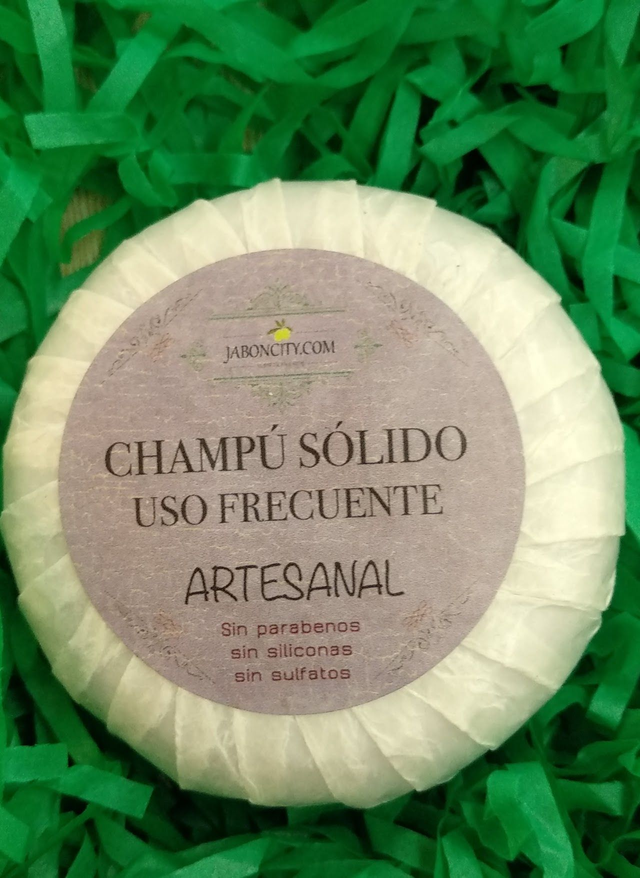 JABONCITY.COM
CHAMPÚ SÓLIDO
USO FRECUENTE
ARTESANAL
Sin parabenos
sin siliconas
sin sulfatos